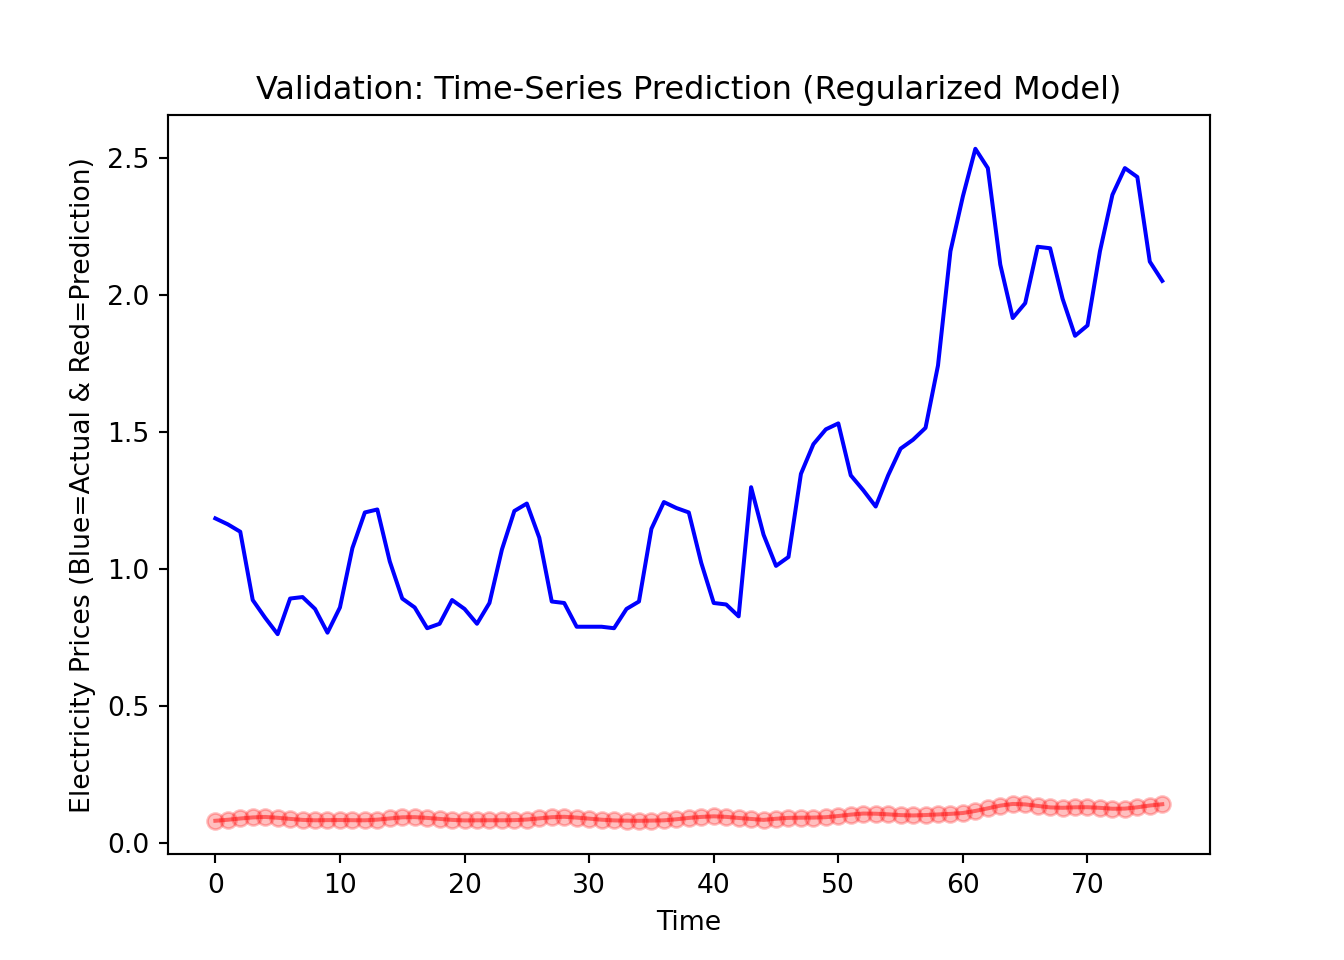 Validation: Time-Series Prediction (Regularized Model)
Electricity Prices (Blue=Actual & Red=Prediction)
2.5
2.0
1.5
1.0
0.5
0.0
0 10 20 30 40 50 60 70
Time